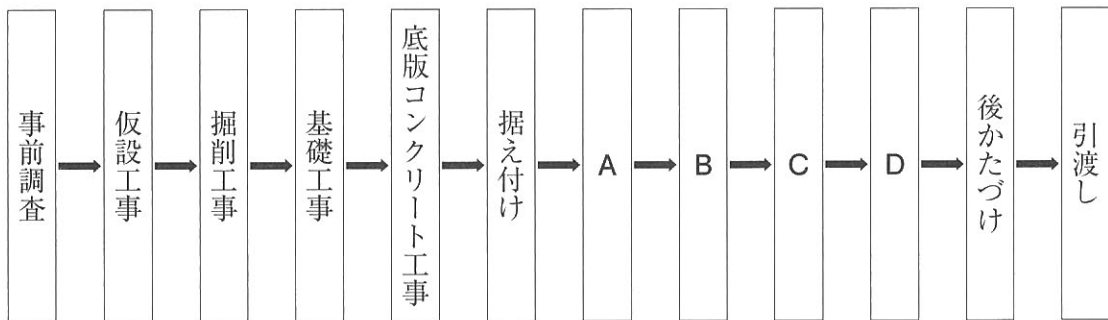 事前調査
仮設工事
掘削工事
基礎工事
底版コンクリート工事
据え付け
A
B
C
D
後かたづけ
引渡し